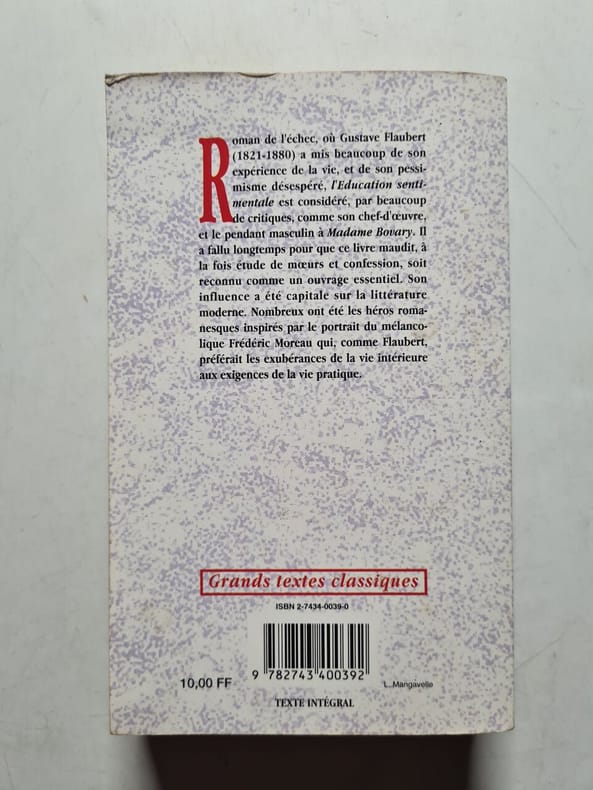 Roman de l'échec, où Gustave Flaubert
(1821-1880) a mis beaucoup de son
expérience de la vie, et de son pessi-
misme désespéré, l'Education senti-
mentale est considéré, par beaucoup
de critiques, comme son chef-d'œuvre,
et le pendant masculin à Madame Bovary. Il
a fallu longtemps pour que ce livre maudit, à
la fois étude de mœurs et confession, soit
reconnu comme un ouvrage essentiel. Son
influence a été capitale sur la littérature
moderne. Nombreux ont été les héros roma-
nesques inspirés par le portrait du mélanco-
lique Frédéric Moreau qui, comme Flaubert,
préférait les exubérances de la vie intérieure
aux exigences de la vie pratique.
Grands textes classiques
ISBN 2-7434-0039-0
9 782743 400392
10,00 FF
L. Mangavelle
TEXTE INTÉGRAL